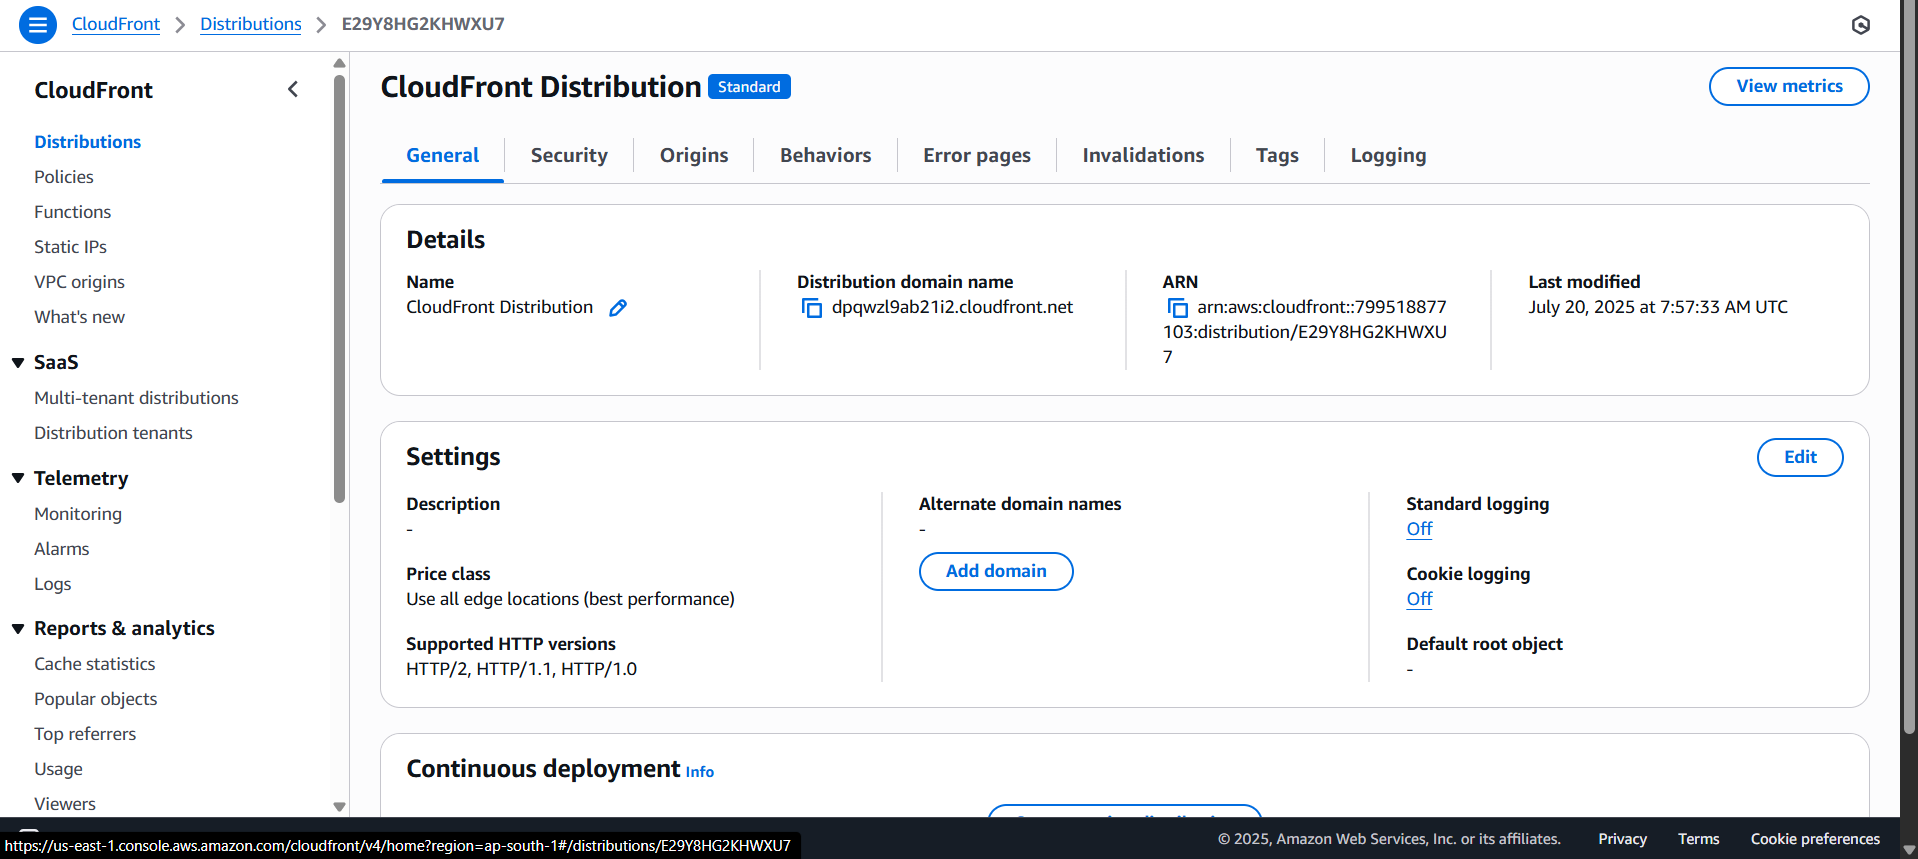 CloudFront > Distributions > E29Y8HG2KHWXU7
CloudFront
Distributions
Policies
Functions
Static IPs
VPC origins
What's new
SaaS
Multi-tenant distributions
Distribution tenants
Telemetry
Monitoring
Alarms
Logs
Reports & analytics
Cache statistics
Popular objects
Top referrers
Usage
Viewers
CloudFront Distribution Standard
View metrics
General Security Origins Behaviors Error pages Invalidations Tags Logging
Details
Name
CloudFront Distribution
Distribution domain name
dpqwzl9ab21i2.cloudfront.net
ARN
arn:aws:cloudfront::799518877
103:distribution/E29Y8HG2KHWXU
7
Last modified
July 20, 2025 at 7:57:33 AM UTC
Settings
Edit
Description
-
Price class
Use all edge locations (best performance)
Supported HTTP versions
HTTP/2, HTTP/1.1, HTTP/1.0
Alternate domain names
-
Add domain
Standard logging
Off
Cookie logging
Off
Default root object
-
Continuous deployment Info
© 2025, Amazon Web Services, Inc. or its affiliates. Privacy Terms Cookie preferences
https://us-east-1.console.aws.amazon.com/cloudfront/v4/home?region=ap-south-1#/distributions/E29Y8HG2KHWXU7